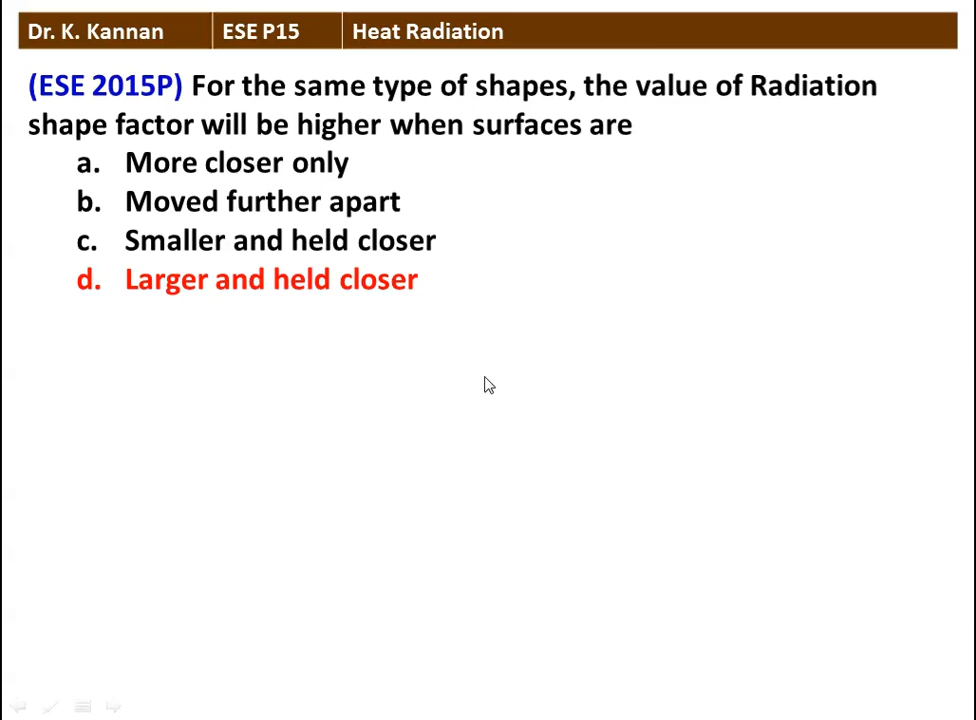 Dr. K. Kannan ESE P15 Heat Radiation
(ESE 2015P) For the same type of shapes, the value of Radiation
shape factor will be higher when surfaces are
a. More closer only
b. Moved further apart
c. Smaller and held closer
d. Larger and held closer